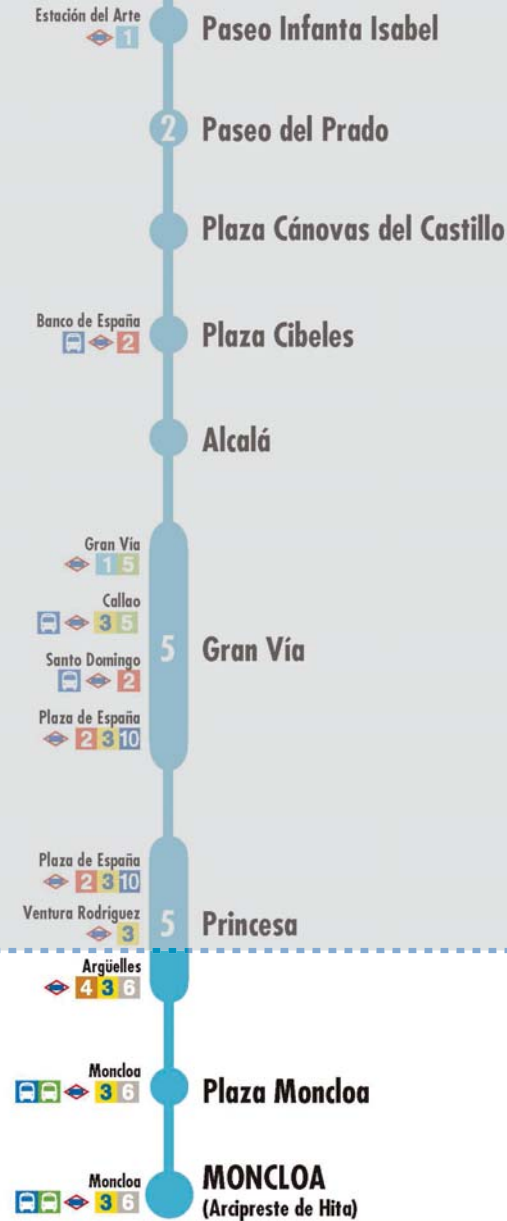 Estación del Arte
1
Paseo Infanta Isabel
2
Paseo del Prado
Plaza Cánovas del Castillo
Banco de España
2
Plaza Cibeles
Alcalá
Gran Vía
1 5
Callao
3 5
5
Gran Vía
Santo Domingo
2
Plaza de España
2 3 10
Plaza de España
2 3 10
Ventura Rodriguez
3
5
Princesa
Argüelles
4 3 6
Moncloa
3 6
Plaza Moncloa
Moncloa
3 6
MONCLOA
(Arcipreste de Hita)